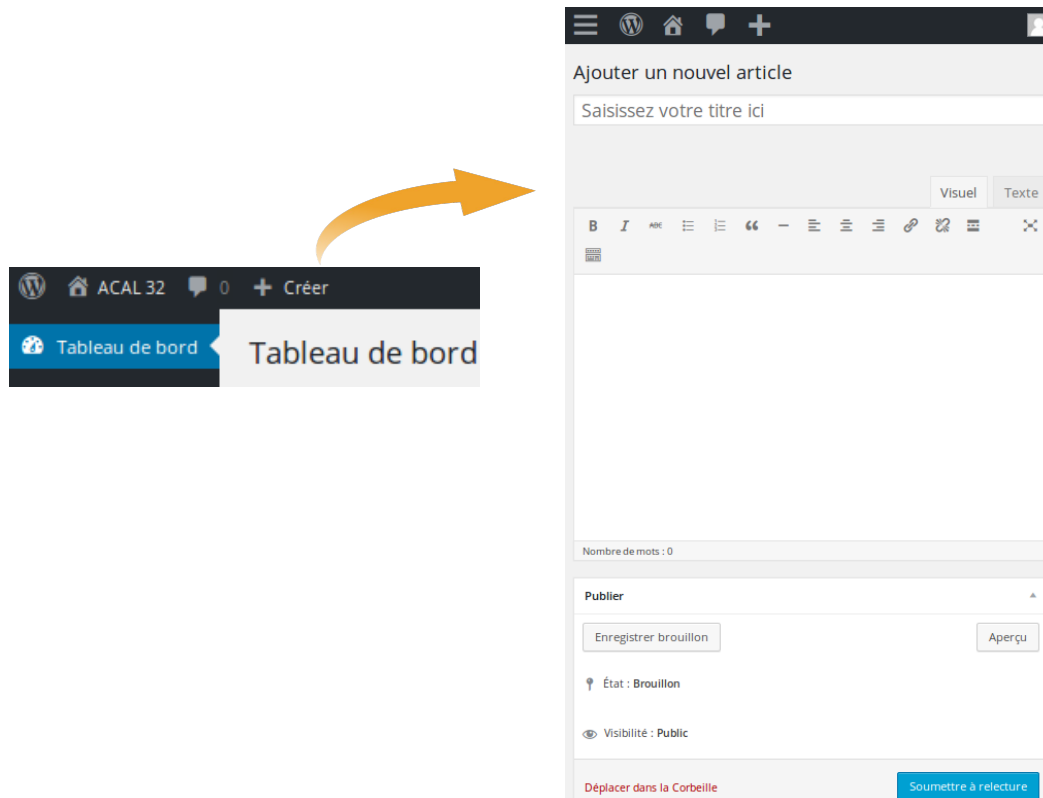 ACAL 32 0 Créer
Tableau de bord
Tableau de bord
Ajouter un nouvel article
Saisissez votre titre ici
Visuel Texte
B I ABC
Nombre de mots : 0
Publier
Enregistrer brouillon Aperçu
État : Brouillon
Visibilité : Public
Déplacer dans la Corbeille Soumettre à relecture